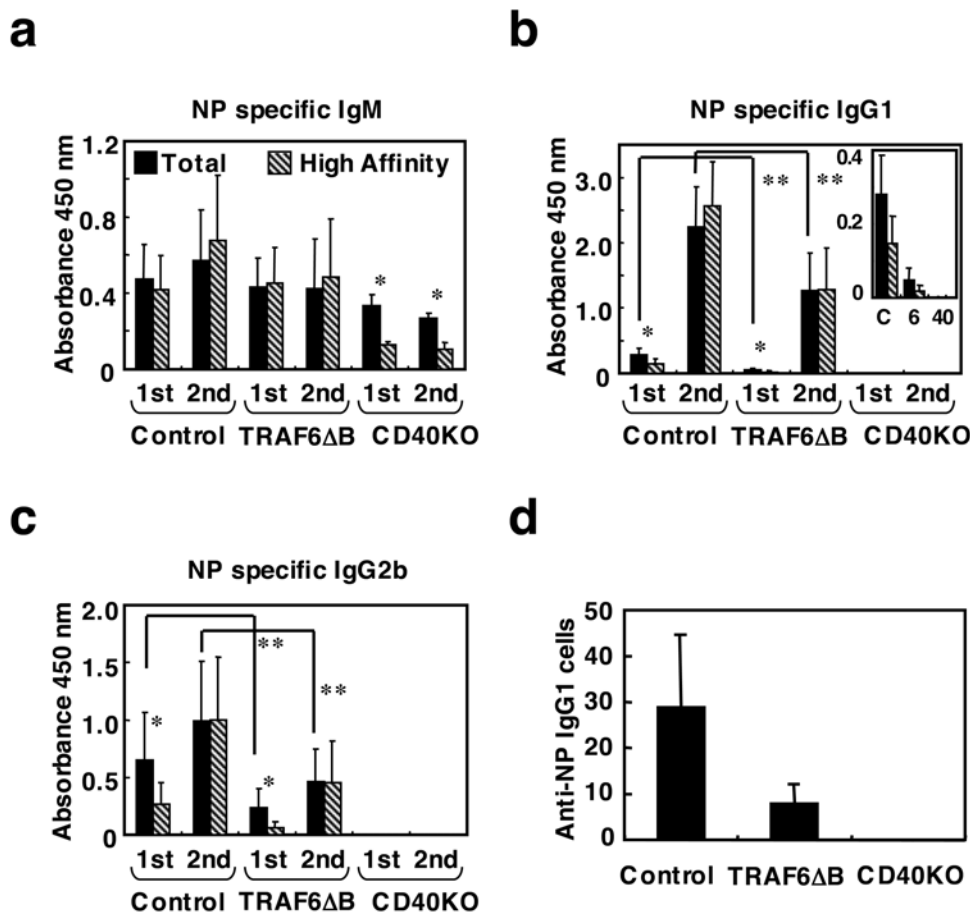 a
NP specific IgM
Absorbance 450 nm
1.2
0.8
0.4
0
Total
High Affinity
*
*
1st 2nd 1st 2nd 1st 2nd
Control TRAF6ΔB CD40KO
b
NP specific IgG1
Absorbance 450 nm
3.0
2.0
1.0
0
**
**
*
*
0.4
0.2
0
C 6 40
1st 2nd 1st 2nd 1st 2nd
Control TRAF6ΔB CD40KO
c
NP specific IgG2b
Absorbance 450 nm
2.0
1.5
1.0
0.5
0
**
**
*
*
1st 2nd 1st 2nd 1st 2nd
Control TRAF6ΔB CD40KO
d
Anti-NP IgG1 cells
50
40
30
20
10
0
Control TRAF6ΔB CD40KO